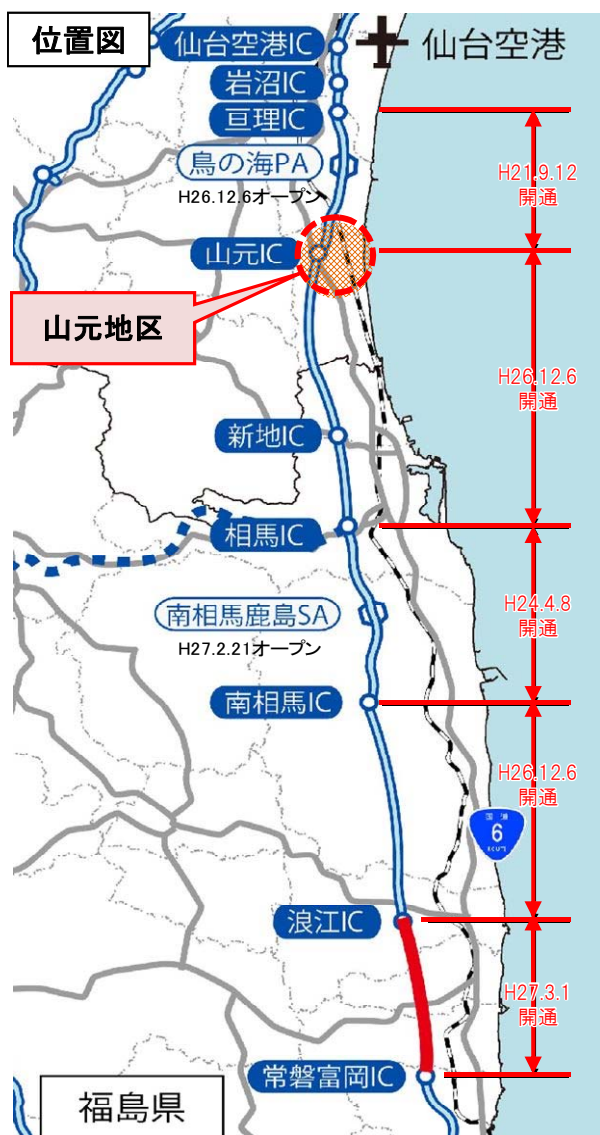 位置図
仙台空港IC
仙台空港
岩沼IC
亘理IC
鳥の海PA
H26.12.6オープン
H21.9.12
開通
山元IC
山元地区
H26.12.6
開通
新地IC
相馬IC
南相馬鹿島SA
H27.2.21オープン
H24.4.8
開通
南相馬IC
H26.12.6
開通
国道
6
ROUTE
浪江IC
H27.3.1
開通
常磐富岡IC
福島県